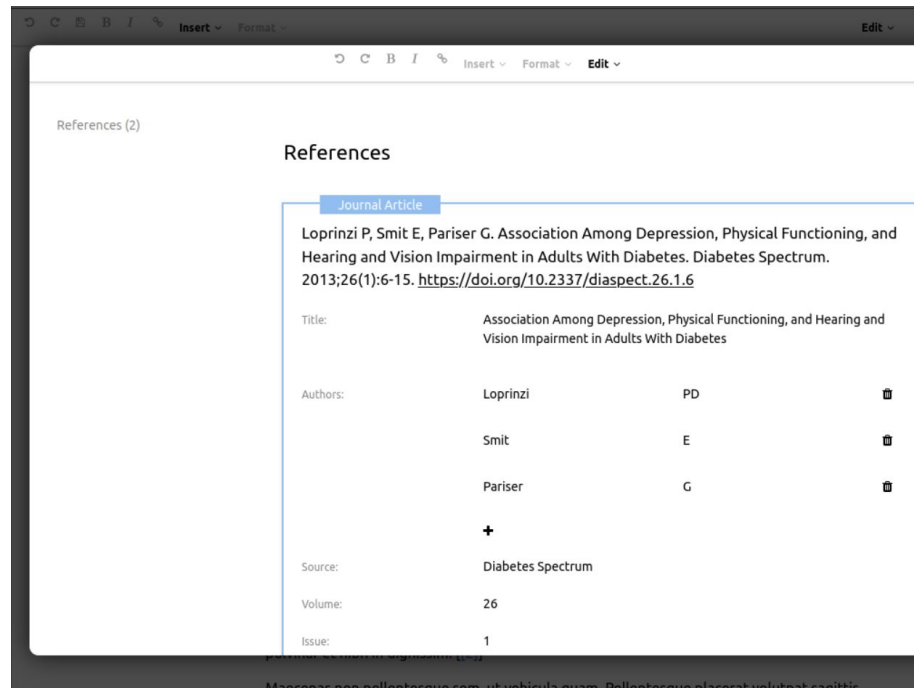 B I Insert Format Edit
B I Insert Format Edit
References (2)
References
Journal Article
Loprinzi P, Smit E, Pariser G. Association Among Depression, Physical Functioning, and
Hearing and Vision Impairment in Adults With Diabetes. Diabetes Spectrum.
2013;26(1):6-15. https://doi.org/10.2337/diaspect.26.1.6
Title: Association Among Depression, Physical Functioning, and Hearing and
Vision Impairment in Adults With Diabetes
Authors: Loprinzi PD
Smit E
Pariser G
+
Source: Diabetes Spectrum
Volume: 26
Issue: 1
Maecenas non pellentesque sem, ut vehicula quam. Pellentesque placerat volutpat sagittis